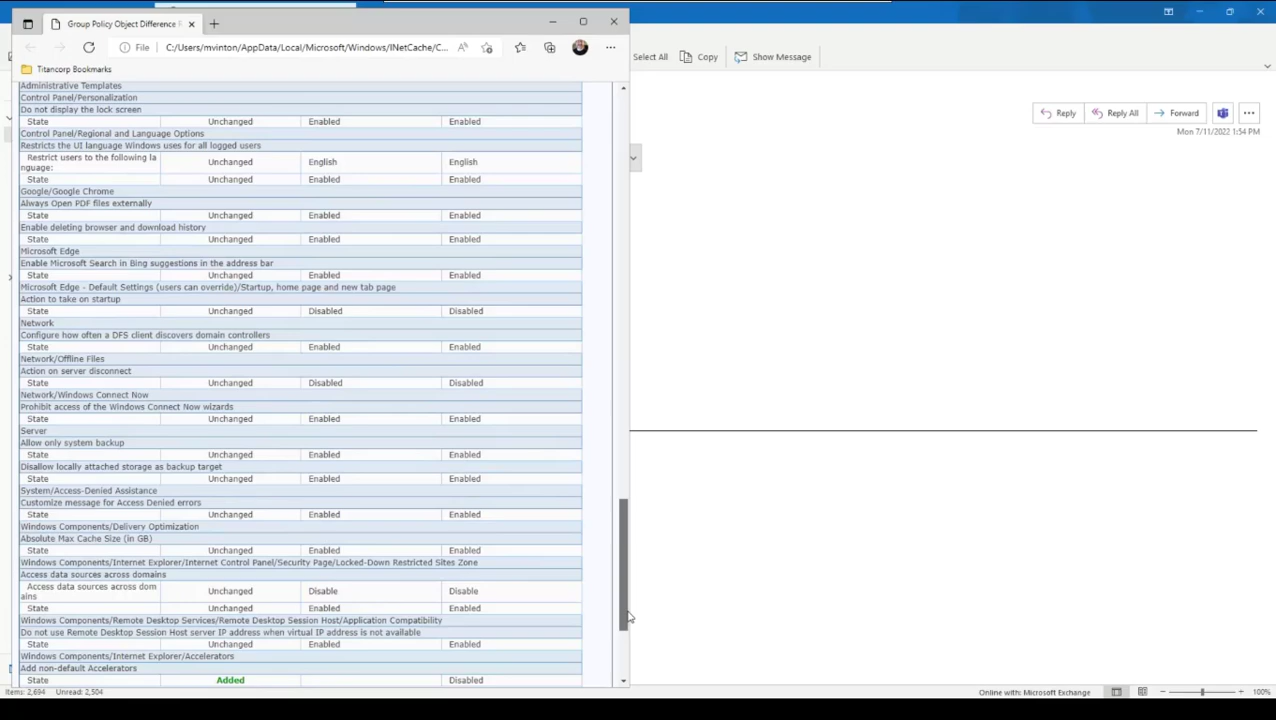 Group Policy Object Difference
File
C:/Users/mvinton/AppData/Local/Microsoft/Windows/INetCache/C...
Titancorp Bookmarks
Select All
Copy
Show Message
Reply
Reply All
Forward
Mon 7/11/2022 1:54 PM
Administrative Templates
Control Panel/Personalization
Do not display the lock screen
State Unchanged Enabled Enabled
Control Panel/Regional and Language Options
Restricts the UI language Windows uses for all logged users
Restrict users to the following la
nguage: Unchanged English English
State Unchanged Enabled Enabled
Google/Google Chrome
Always Open PDF files externally
State Unchanged Enabled Enabled
Enable deleting browser and download history
State Unchanged Enabled Enabled
Microsoft Edge
Enable Microsoft Search in Bing suggestions in the address bar
State Unchanged Enabled Enabled
Microsoft Edge - Default Settings (users can override)/Startup, home page and new tab page
Action to take on startup
State Unchanged Disabled Disabled
Network
Configure how often a DFS client discovers domain controllers
State Unchanged Enabled Enabled
Network/Offline Files
Action on server disconnect
State Unchanged Disabled Disabled
Network/Windows Connect Now
Prohibit access of the Windows Connect Now wizards
State Unchanged Enabled Enabled
Server
Allow only system backup
State Unchanged Enabled Enabled
Disallow locally attached storage as backup target
State Unchanged Enabled Enabled
System/Access-Denied Assistance
Customize message for Access Denied errors
State Unchanged Enabled Enabled
Windows Components/Delivery Optimization
Absolute Max Cache Size (in GB)
State Unchanged Enabled Enabled
Windows Components/Internet Explorer/Internet Control Panel/Security Page/Locked-Down Restricted Sites Zone
Access data sources across domains
Access data sources across dom
ains Unchanged Disable Disable
State Unchanged Enabled Enabled
Windows Components/Remote Desktop Services/Remote Desktop Session Host/Application Compatibility
Do not use Remote Desktop Session Host server IP address when virtual IP address is not available
State Unchanged Enabled Enabled
Windows Components/Internet Explorer/Accelerators
Add non-default Accelerators
State Added Disabled
Items: 2,694 Unread: 2,504
Online with: Microsoft Exchange
100%